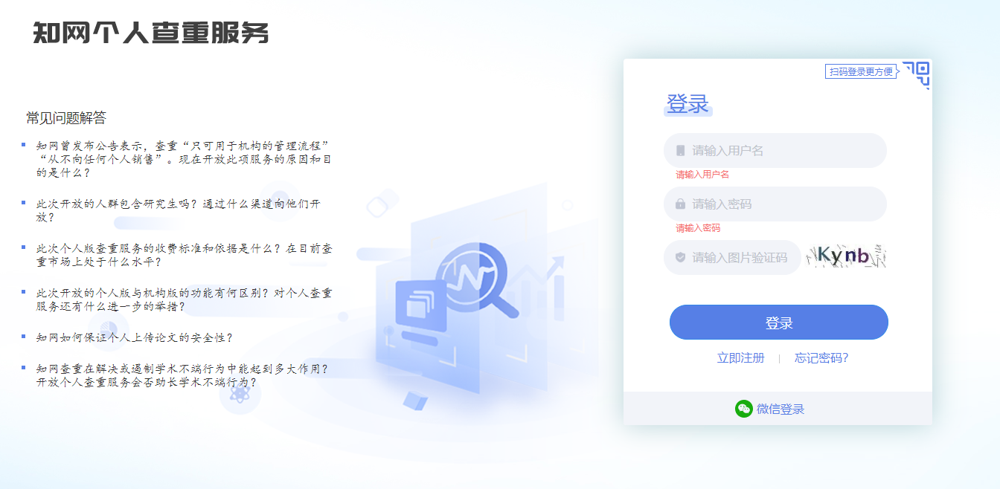 知网个人查重服务
常见问题解答
知网曾发布公告表示，查重“只可用于机构的管理流程”
“从不向任何个人销售”。现在开放此项服务的原因和目
的是什么？
此次开放的人群包含研究生吗？通过什么渠道向他们开
放？
此次个人版查重服务的收费标准和依据是什么？在目前查
重市场上处于什么水平？
此次开放的个人版与机构版的功能有何区别？对个人查重
服务还有什么进一步的举措？
知网如何保证个人上传论文的安全性？
知网查重在解决或遏制学术不端行为中能起到多大作用？
开放个人查重服务会否助长学术不端行为？
扫码登录更方便
登录
请输入用户名
请输入用户名
请输入密码
请输入密码
请输入图片验证码
Kynb
登录
立即注册 | 忘记密码?
微信登录